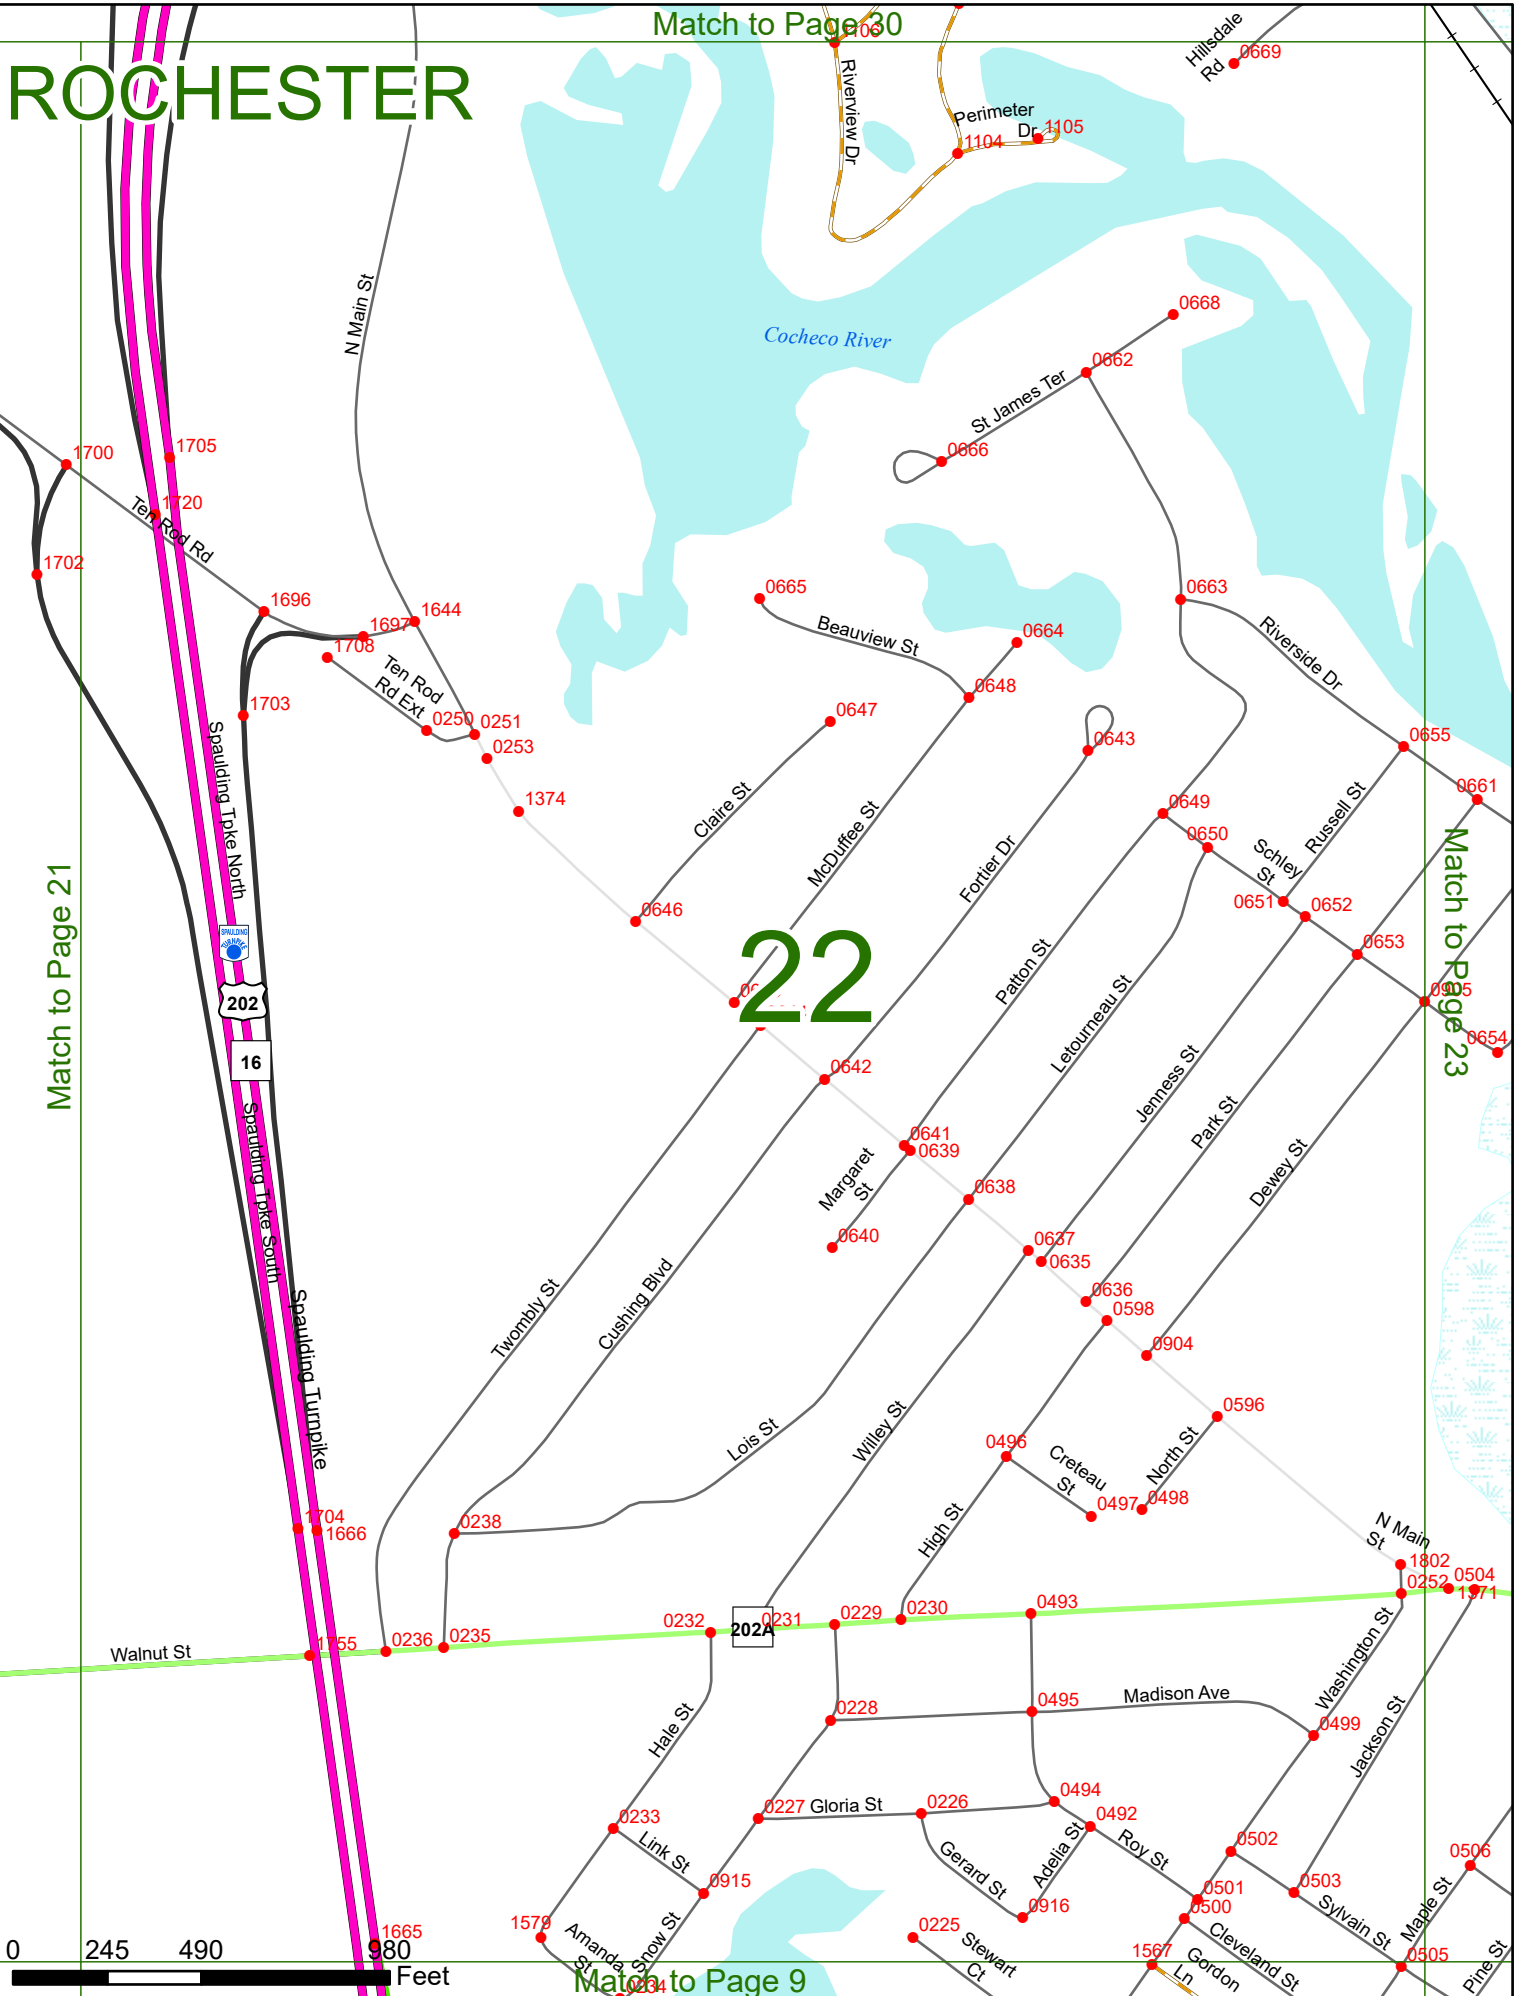 Match to Page 30
1106
ROCHESTER
Hillsdale
Rd
0669
Riverview Dr
Perimeter
Dr
1105
1104
N Main St
Cocheco River
0668
0662
St James Ter
0666
1700
1705
1720
Ten Rod Rd
1702
0665
0663
1696
1644
1697
1708
Beauview St
0664
Riverside Dr
Ten Rod
Rd Ext
0648
1703
0250
0251
0647
0643
0655
0253
Spaulding Tpke North
1374
Claire St
McDuffee St
Fortier Dr
0649
0650
Schley
St
Russell St
0661
Match to Page 21
0646
0651
0652
Match to Page 23
SPAULDING
TURNPIKE
22
Patton St
0653
202
Letourneau St
0905
16
0654
0642
Jenness St
Park St
Spaulding Tpke South
0641
0639
Margaret
St
Dewey St
0638
0640
0637
0635
Twombly St
Cushing Blvd
0636
0598
Spaulding Turnpike
0904
Lois St
Willey St
0596
0496
Creteau
St
North St
0497
0498
1704
1666
0238
High St
N Main
St
1802
0252
0504
1371
0232
202A
0231
0229
0230
0493
Walnut St
1755
0236
0235
Washington St
Hale St
0228
0495
Madison Ave
0499
Jackson St
0227
Gloria St
0226
0494
0492
0233
Link St
Gerard St
Adelia St
Roy St
0502
0506
0915
0503
0501
0500
Sylvain St
Maple St
1579
Amanda
St
Snow St
0916
0225
Stewart
Ct
Cleveland St
1567
Gordon
Ln
0505
Pine St
1665
0 245 490 980
Feet
0234
Match to Page 9